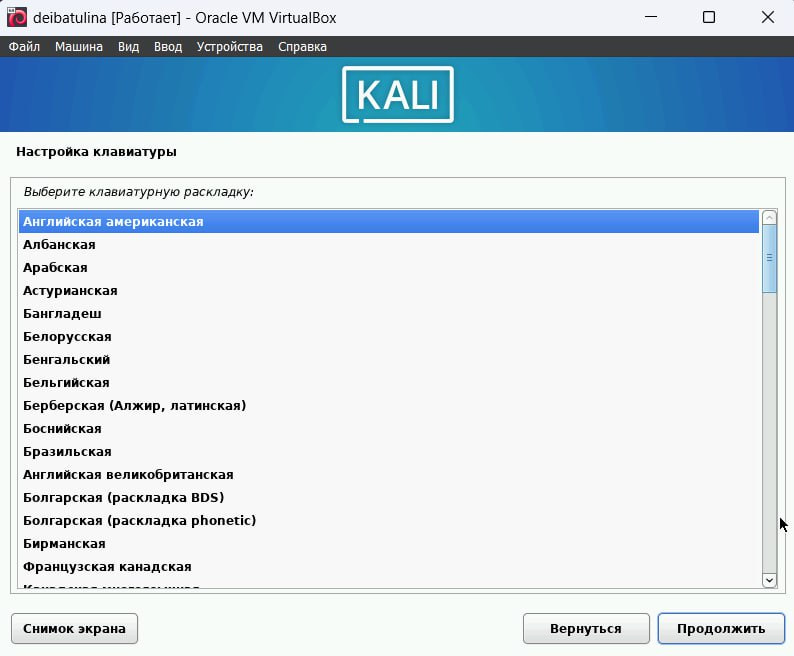 deibatulina [Работает] - Oracle VM VirtualBox
Файл Машина Вид Ввод Устройства Справка
KALI
Настройка клавиатуры
Выберите клавиатурную раскладку:
Английская американская
Албанская
Арабская
Астурианская
Бангладеш
Белорусская
Бенгальский
Бельгийская
Берберская (Алжир, латинская)
Боснийская
Бразильская
Английская великобританская
Болгарская (раскладка BDS)
Болгарская (раскладка phonetic)
Бирманская
Французская канадская
Снимок экрана Вернуться Продолжить